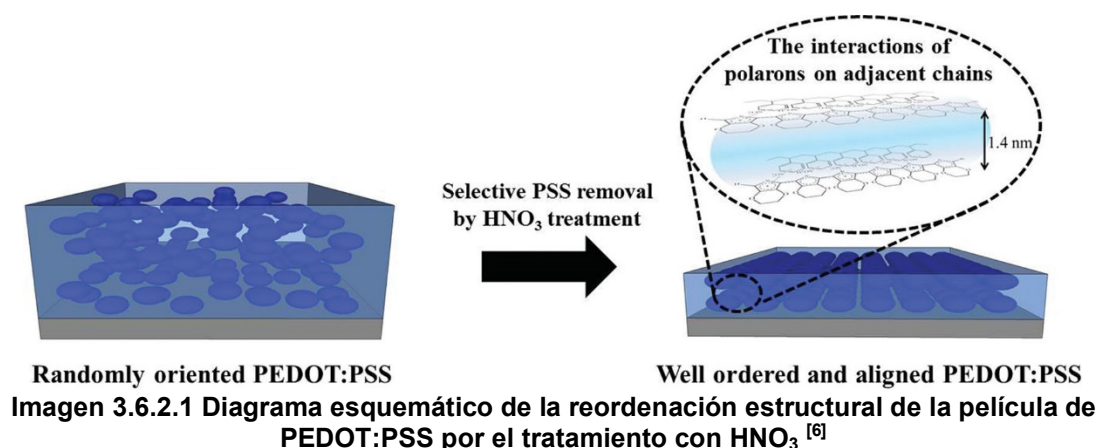 The interactions of
polarons on adjacent chains
1.4 nm
Selective PSS removal
by HNO₃ treatment
Randomly oriented PEDOT:PSS
Well ordered and aligned PEDOT:PSS
Imagen 3.6.2.1 Diagrama esquemático de la reordenación estructural de la película de
PEDOT:PSS por el tratamiento con HNO₃ [6]